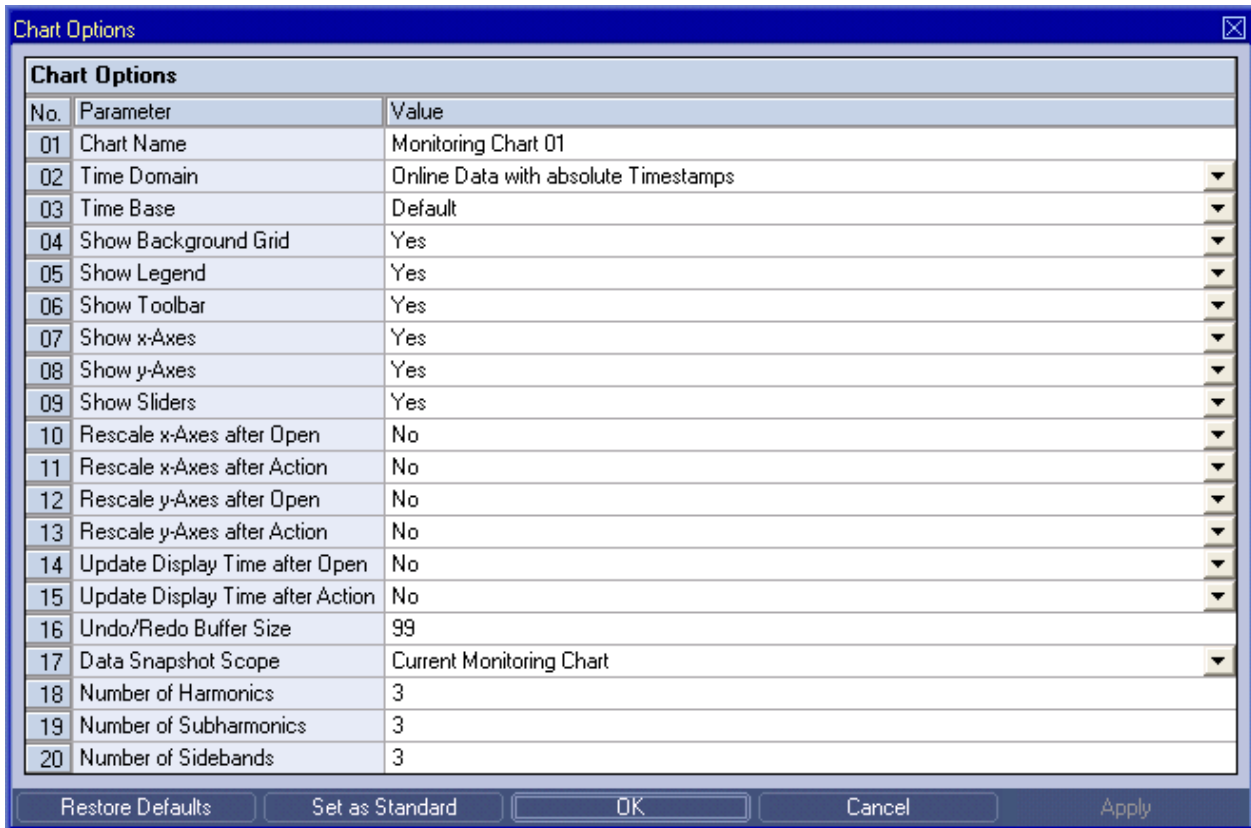 Chart Options
Chart Options
No. Parameter Value
01 Chart Name Monitoring Chart 01
02 Time Domain Online Data with absolute Timestamps
03 Time Base Default
04 Show Background Grid Yes
05 Show Legend Yes
06 Show Toolbar Yes
07 Show x-Axes Yes
08 Show y-Axes Yes
09 Show Sliders Yes
10 Rescale x-Axes after Open No
11 Rescale x-Axes after Action No
12 Rescale y-Axes after Open No
13 Rescale y-Axes after Action No
14 Update Display Time after Open No
15 Update Display Time after Action No
16 Undo/Redo Buffer Size 99
17 Data Snapshot Scope Current Monitoring Chart
18 Number of Harmonics 3
19 Number of Subharmonics 3
20 Number of Sidebands 3
Restore Defaults Set as Standard OK Cancel Apply